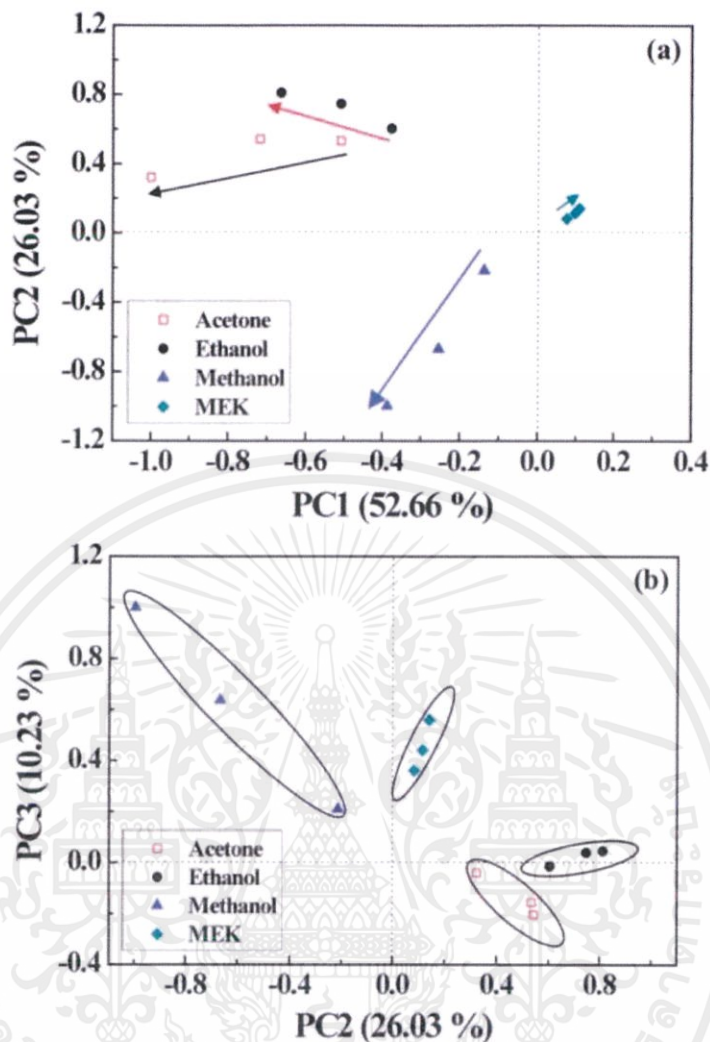 (a)
1.2
0.8
0.4
0.0
-0.4
-0.8
-1.2
PC2 (26.03 %)
Acetone
Ethanol
Methanol
MEK
-1.0 -0.8 -0.6 -0.4 -0.2 0.0 0.2 0.4
PC1 (52.66 %)
(b)
1.2
0.8
0.4
0.0
-0.4
PC3 (10.23 %)
Acetone
Ethanol
Methanol
MEK
-0.8 -0.4 0.0 0.4 0.8
PC2 (26.03 %)